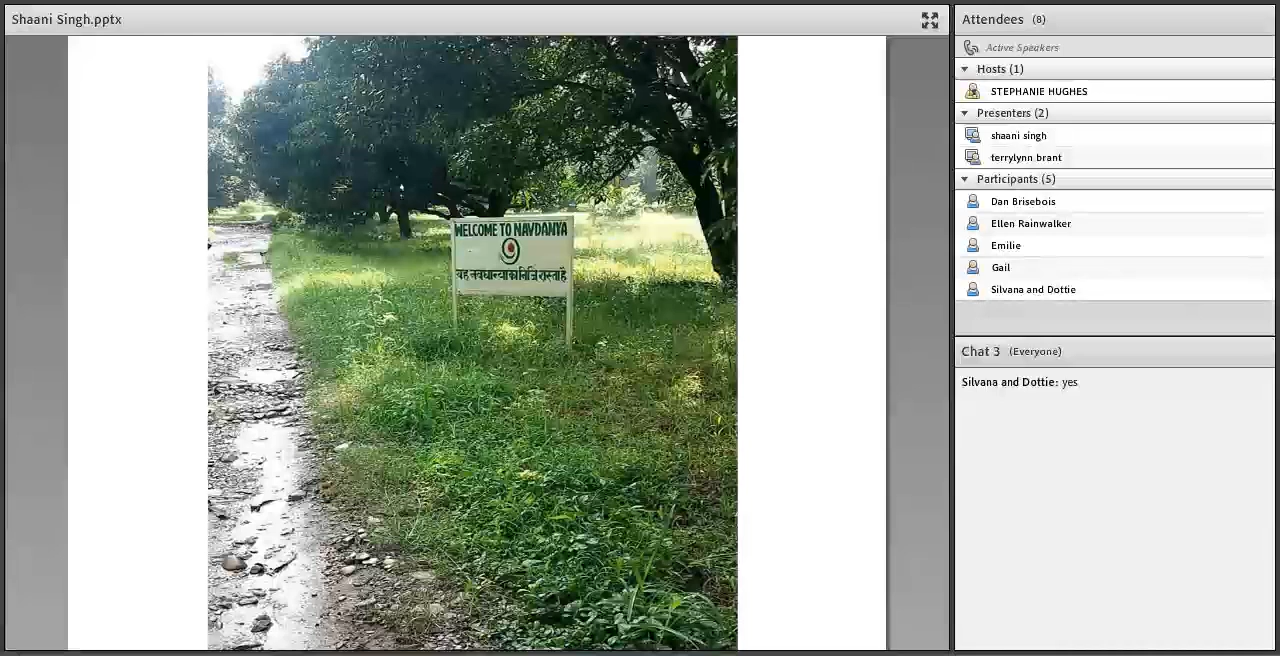 Shaani Singh.pptx
WELCOME TO NAVDANYA
यह नवधान्या का निजि रास्ता है
Attendees (8)
Active Speakers
Hosts (1)
STEPHANIE HUGHES
Presenters (2)
shaani singh
terrylynn brant
Participants (5)
Dan Brisebois
Ellen Rainwalker
Emilie
Gail
Silvana and Dottie
Chat 3 (Everyone)
Silvana and Dottie: yes